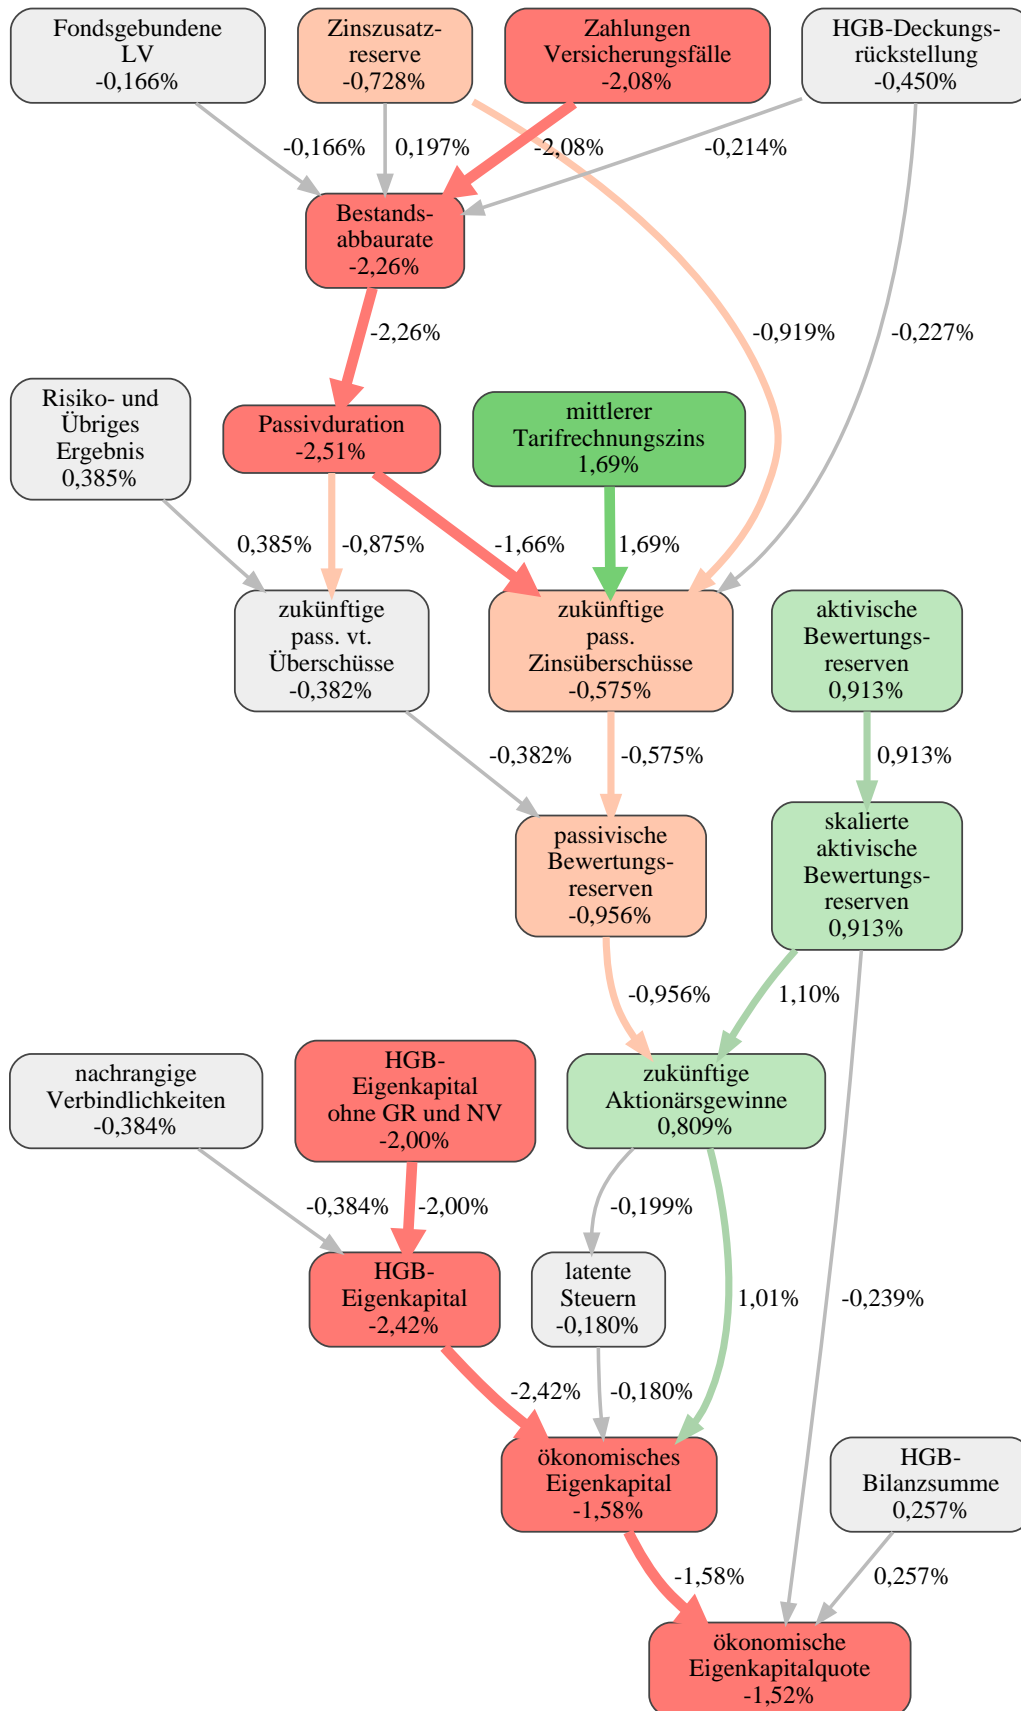 Fondsgebundene
LV
-0,166%
Zinszusatz-
reserve
-0,728%
Zahlungen
Versicherungsfälle
-2,08%
HGB-Deckungs-
rückstellung
-0,450%
-0,166%
0,197%
-2,08%
-0,214%
Bestands-
abbaurate
-2,26%
-2,26%
-0,919%
-0,227%
Risiko- und
Übriges
Ergebnis
0,385%
Passivduration
-2,51%
mittlerer
Tarifrechnungszins
1,69%
0,385%
-0,875%
-1,66%
1,69%
zukünftige
pass. vt.
Überschüsse
-0,382%
zukünftige
pass.
Zinsüberschüsse
-0,575%
aktivische
Bewertungs-
reserven
0,913%
-0,382%
-0,575%
0,913%
passivische
Bewertungs-
reserven
-0,956%
skalierte
aktivische
Bewertungs-
reserven
0,913%
-0,956%
1,10%
nachrangige
Verbindlichkeiten
-0,384%
HGB-
Eigenkapital
ohne GR und NV
-2,00%
zukünftige
Aktionärsgewinne
0,809%
-0,384%
-2,00%
-0,199%
HGB-
Eigenkapital
-2,42%
latente
Steuern
-0,180%
1,01%
-0,239%
-2,42%
-0,180%
ökonomisches
Eigenkapital
-1,58%
HGB-
Bilanzsumme
0,257%
-1,58%
0,257%
ökonomische
Eigenkapitalquote
-1,52%